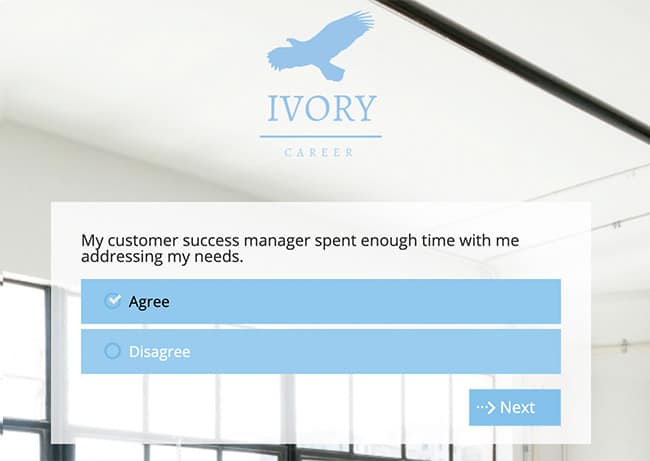 IVORY
CAREER
My customer success manager spent enough time with me
addressing my needs.
Agree
Disagree
Next